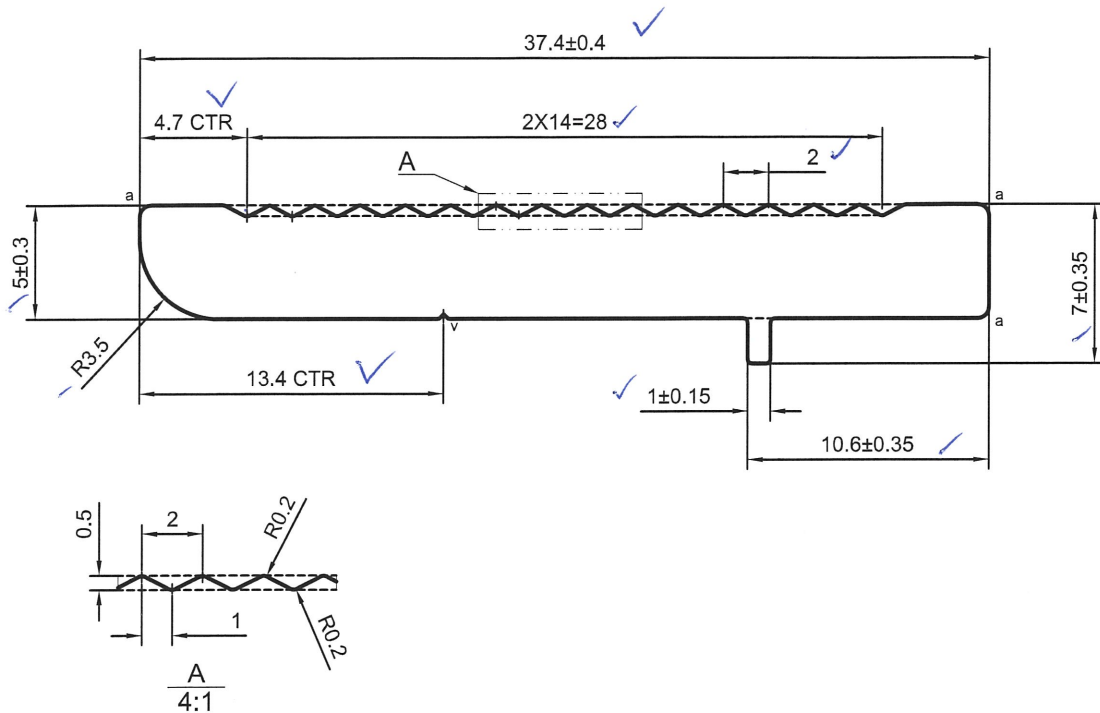 37.4±0.4
4.7 CTR
2X14=28
2
A
a
a
5±0.3
7±0.35
R3.5
v
a
13.4 CTR
1±0.15
10.6±0.35
0.5
2
R0.2
1
R0.2
A
4:1